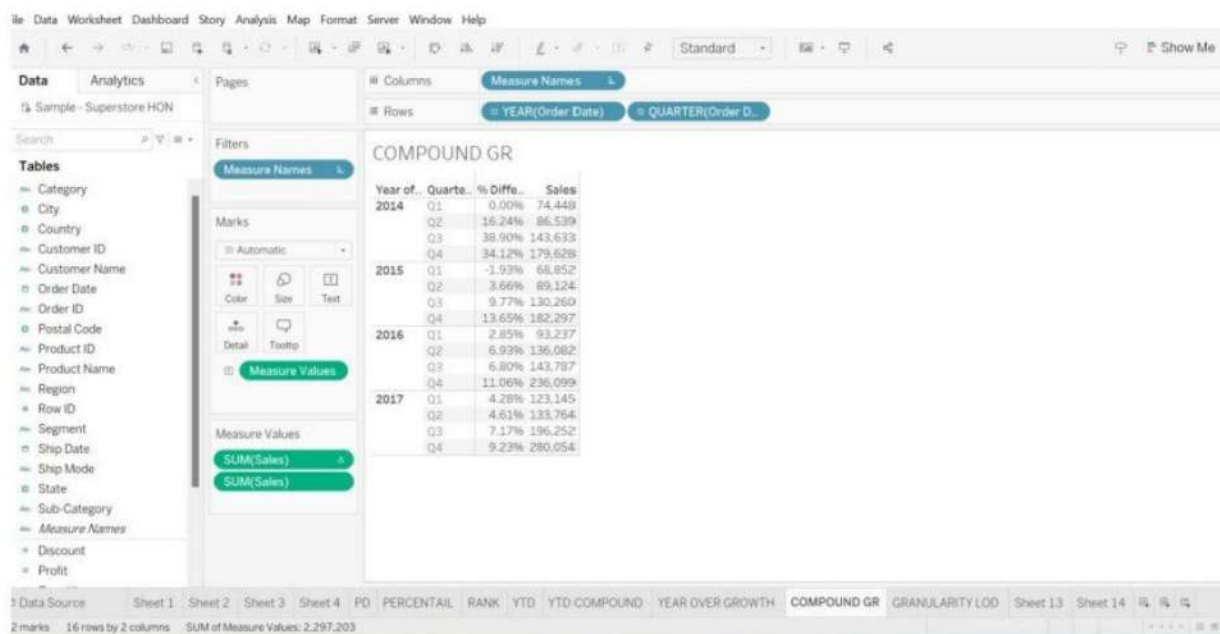 ile Data Worksheet Dashboard Story Analysis Map Format Server Window Help
Standard
Show Me
Data Analytics
Sample - Superstore HON
Search
Tables
Category
City
Country
Customer ID
Customer Name
Order Date
Order ID
Postal Code
Product ID
Product Name
Region
Row ID
Segment
Ship Date
Ship Mode
State
Sub-Category
Measure Names
Discount
Profit
Pages
Filters
Measure Names
Marks
Automatic
Color Size Text
Detail Tooltip
Measure Values
Measure Values
SUM(Sales)
SUM(Sales)
Columns Measure Names
Rows YEAR(Order Date) QUARTER(Order D..
COMPOUND GR
Year of.. Quarte.. % Diffe.. Sales
2014 Q1 0.00% 74,448
Q2 16.24% 86,539
Q3 38.90% 143,633
Q4 34.12% 179,628
2015 Q1 -1.93% 68,852
Q2 3.66% 89,124
Q3 9.77% 130,260
Q4 13.65% 182,297
2016 Q1 2.85% 93,237
Q2 6.93% 136,082
Q3 6.80% 143,787
Q4 11.06% 236,099
2017 Q1 4.28% 123,145
Q2 4.61% 133,764
Q3 7.17% 196,252
Q4 9.23% 280,054
Data Source Sheet 1 Sheet 2 Sheet 3 Sheet 4 PD PERCENTAIL RANK YTD YTD COMPOUND YEAR OVER GROWTH COMPOUND GR GRANULARITY LOD Sheet 13 Sheet 14
2 marks 16 rows by 2 columns SUM of Measure Values: 2,297,203